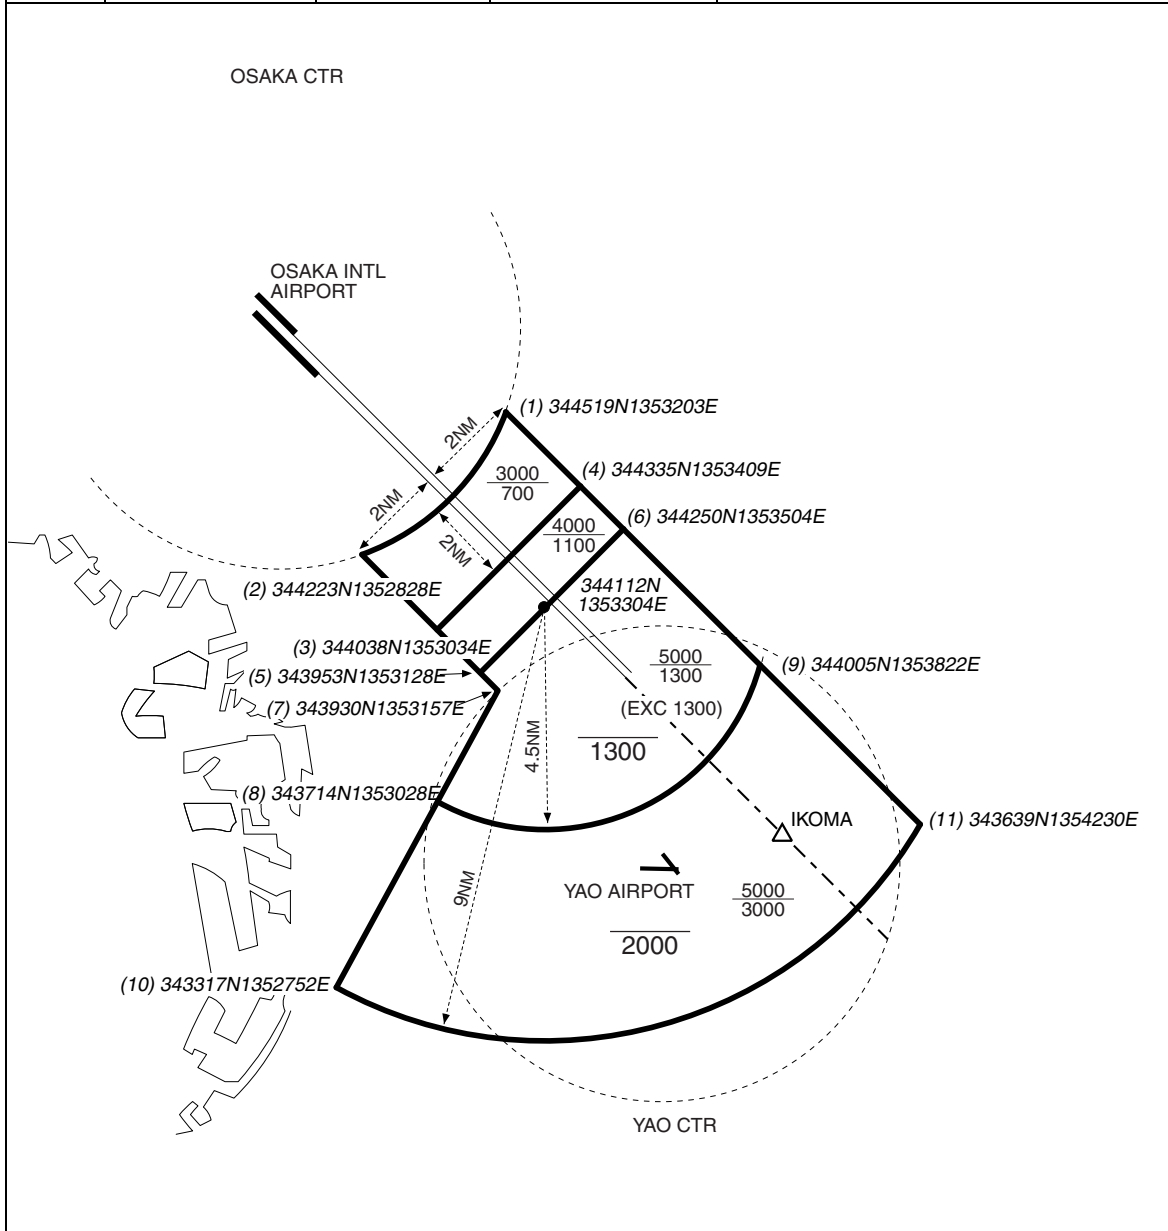 OSAKA CTR
OSAKA INTL
AIRPORT
(1) 344519N1353203E
2NM
3000
700
(4) 344335N1353409E
2NM
4000
1100
(6) 344250N1353504E
2NM
(2) 344223N1352828E
344112N
1353304E
(3) 344038N1353034E
5000
1300
(9) 344005N1353822E
(5) 343953N1353128E
(7) 343930N1353157E
(EXC 1300)
4.5NM
1300
(8) 343714N1353028E
IKOMA
(11) 343639N1354230E
9NM
YAO AIRPORT
5000
3000
2000
(10) 343317N1352752E
YAO CTR